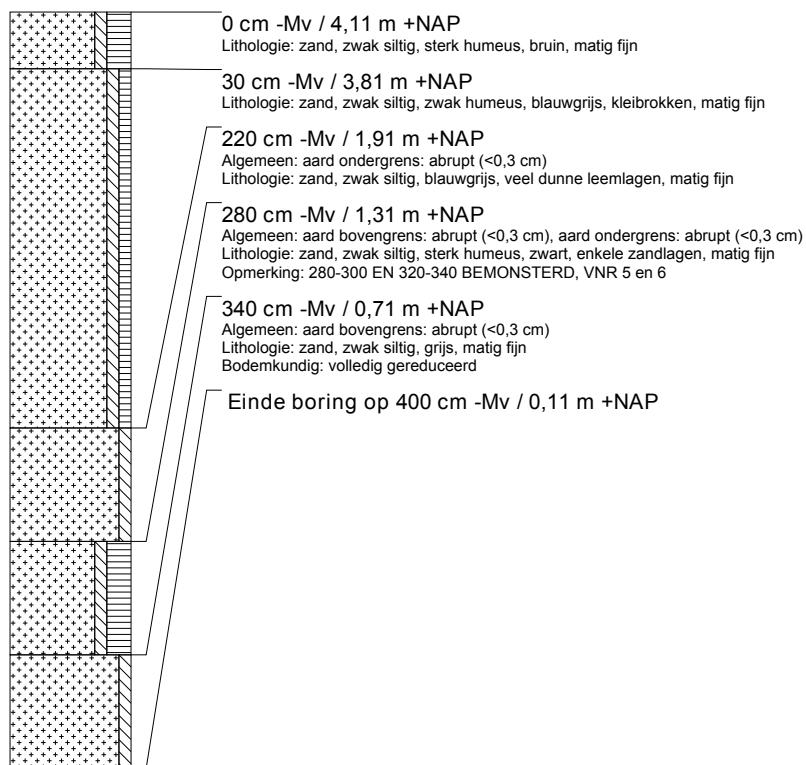 0 cm -Mv / 4,11 m +NAP
Lithologie: zand, zwak siltig, sterk humeus, bruin, matig fijn
30 cm -Mv / 3,81 m +NAP
Lithologie: zand, zwak siltig, zwak humeus, blauwgrijs, kleibrokken, matig fijn
220 cm -Mv / 1,91 m +NAP
Algemeen: aard ondergrens: abrupt (<0,3 cm)
Lithologie: zand, zwak siltig, blauwgrijs, veel dunne leemlagen, matig fijn
280 cm -Mv / 1,31 m +NAP
Algemeen: aard bovengrens: abrupt (<0,3 cm), aard ondergrens: abrupt (<0,3 cm)
Lithologie: zand, zwak siltig, sterk humeus, zwart, enkele zandlagen, matig fijn
Opmerking: 280-300 EN 320-340 BEMONSTERD, VNR 5 en 6
340 cm -Mv / 0,71 m +NAP
Algemeen: aard bovengrens: abrupt (<0,3 cm)
Lithologie: zand, zwak siltig, grijs, matig fijn
Bodemkundig: volledig gereduceerd
Einde boring op 400 cm -Mv / 0,11 m +NAP